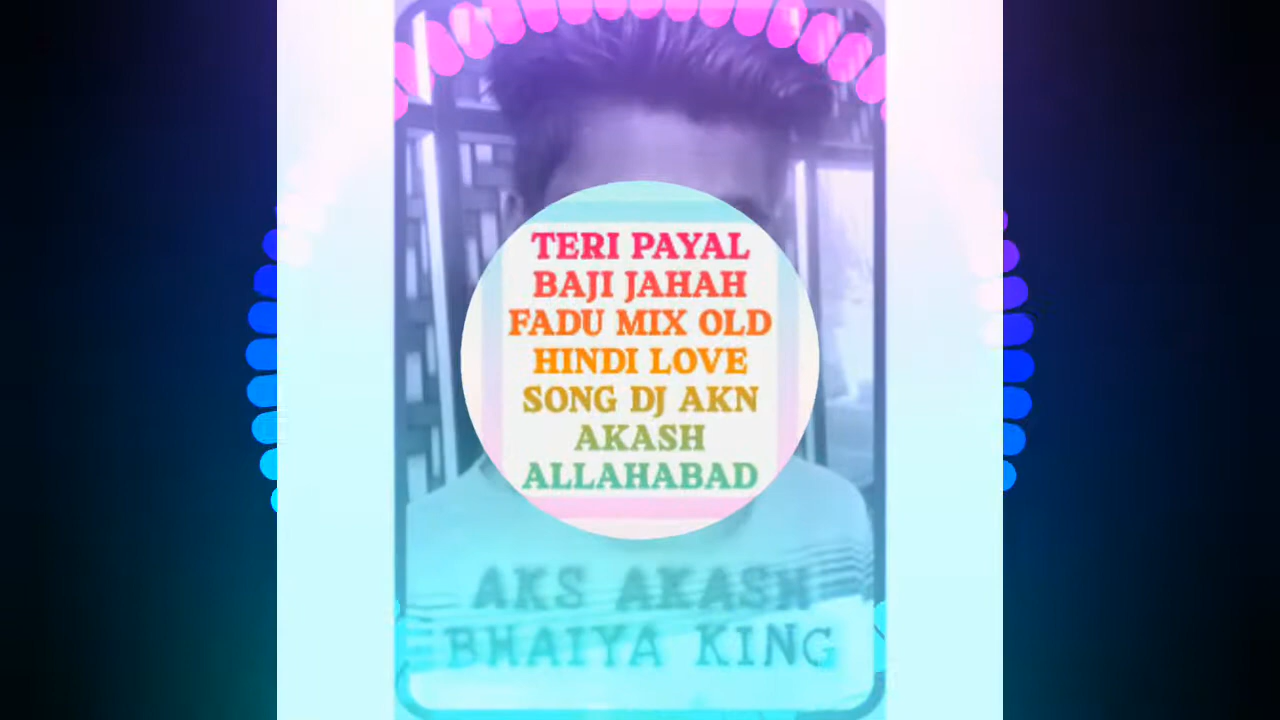 TERI PAYAL
BAJI JAHAH
FADU MIX OLD
HINDI LOVE
SONG DJ AKN
AKASH
ALLAHABAD
AKS AKASH
BHAIYA KING